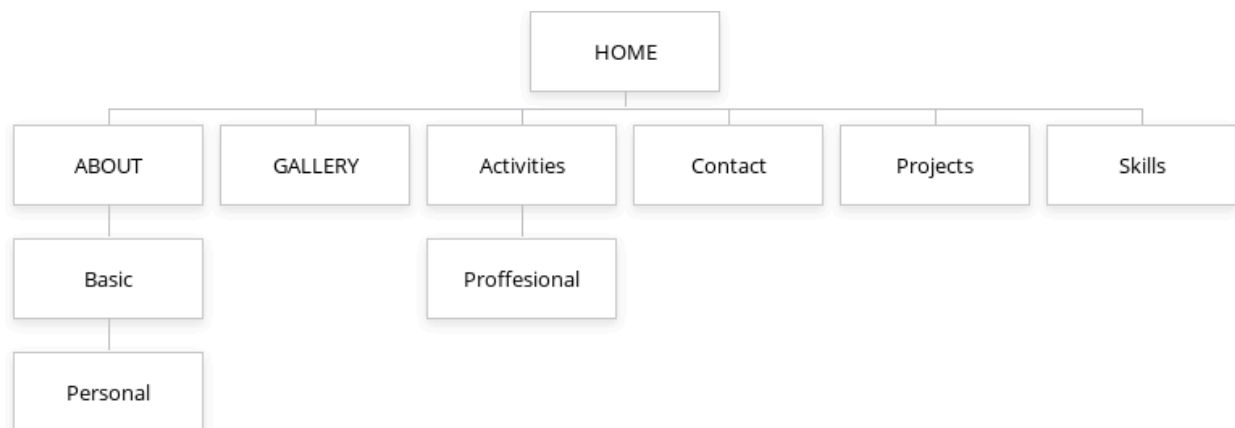 HOME
ABOUT
GALLERY
Activities
Contact
Projects
Skills
Basic
Proffesional
Personal